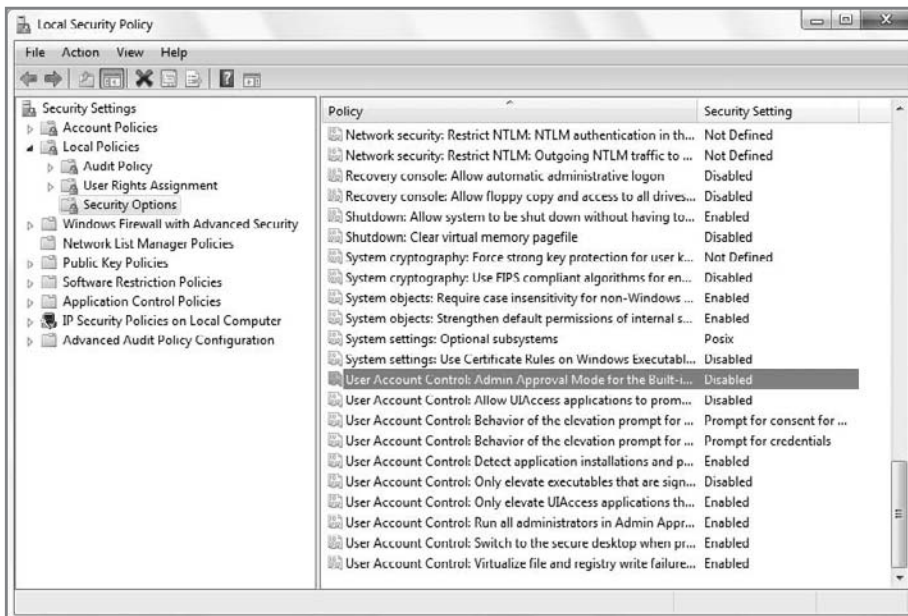 Local Security Policy
File Action View Help
Security Settings
Account Policies
Local Policies
Audit Policy
User Rights Assignment
Security Options
Windows Firewall with Advanced Security
Network List Manager Policies
Public Key Policies
Software Restriction Policies
Application Control Policies
IP Security Policies on Local Computer
Advanced Audit Policy Configuration
Policy Security Setting
Network security: Restrict NTLM: NTLM authentication in th... Not Defined
Network security: Restrict NTLM: Outgoing NTLM traffic to ... Not Defined
Recovery console: Allow automatic administrative logon Disabled
Recovery console: Allow floppy copy and access to all drives... Disabled
Shutdown: Allow system to be shut down without having to... Enabled
Shutdown: Clear virtual memory pagefile Disabled
System cryptography: Force strong key protection for user k... Not Defined
System cryptography: Use FIPS compliant algorithms for en... Disabled
System objects: Require case insensitivity for non-Windows ... Enabled
System objects: Strengthen default permissions of internal s... Enabled
System settings: Optional subsystems Posix
System settings: Use Certificate Rules on Windows Executabl... Disabled
User Account Control: Admin Approval Mode for the Built-i... Disabled
User Account Control: Allow UIAccess applications to prom... Disabled
User Account Control: Behavior of the elevation prompt for ... Prompt for consent for ...
User Account Control: Behavior of the elevation prompt for ... Prompt for credentials
User Account Control: Detect application installations and p... Enabled
User Account Control: Only elevate executables that are sign... Disabled
User Account Control: Only elevate UIAccess applications th... Enabled
User Account Control: Run all administrators in Admin Appr... Enabled
User Account Control: Switch to the secure desktop when pr... Enabled
User Account Control: Virtualize file and registry write failure... Enabled